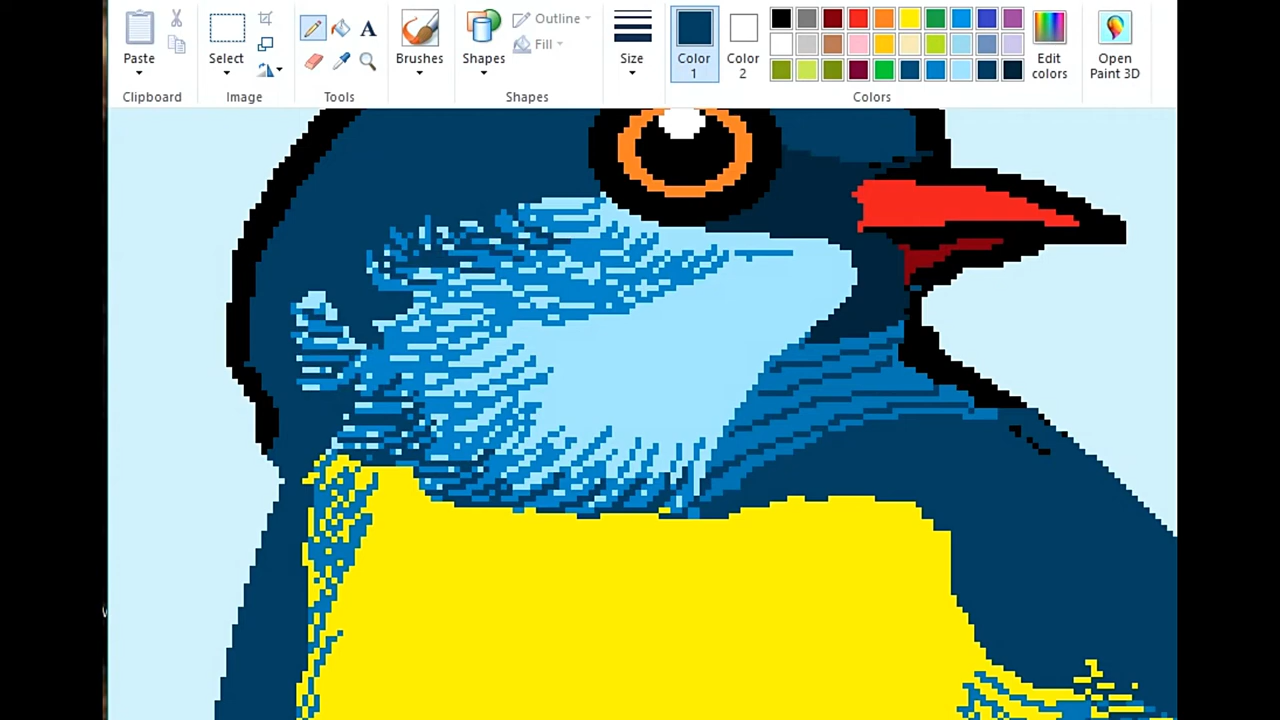 Outline
Fill
Paste
Select
Brushes
Shapes
Size
Color 1
Color 2
Edit colors
Open Paint 3D
Clipboard
Image
Tools
Shapes
Colors
A